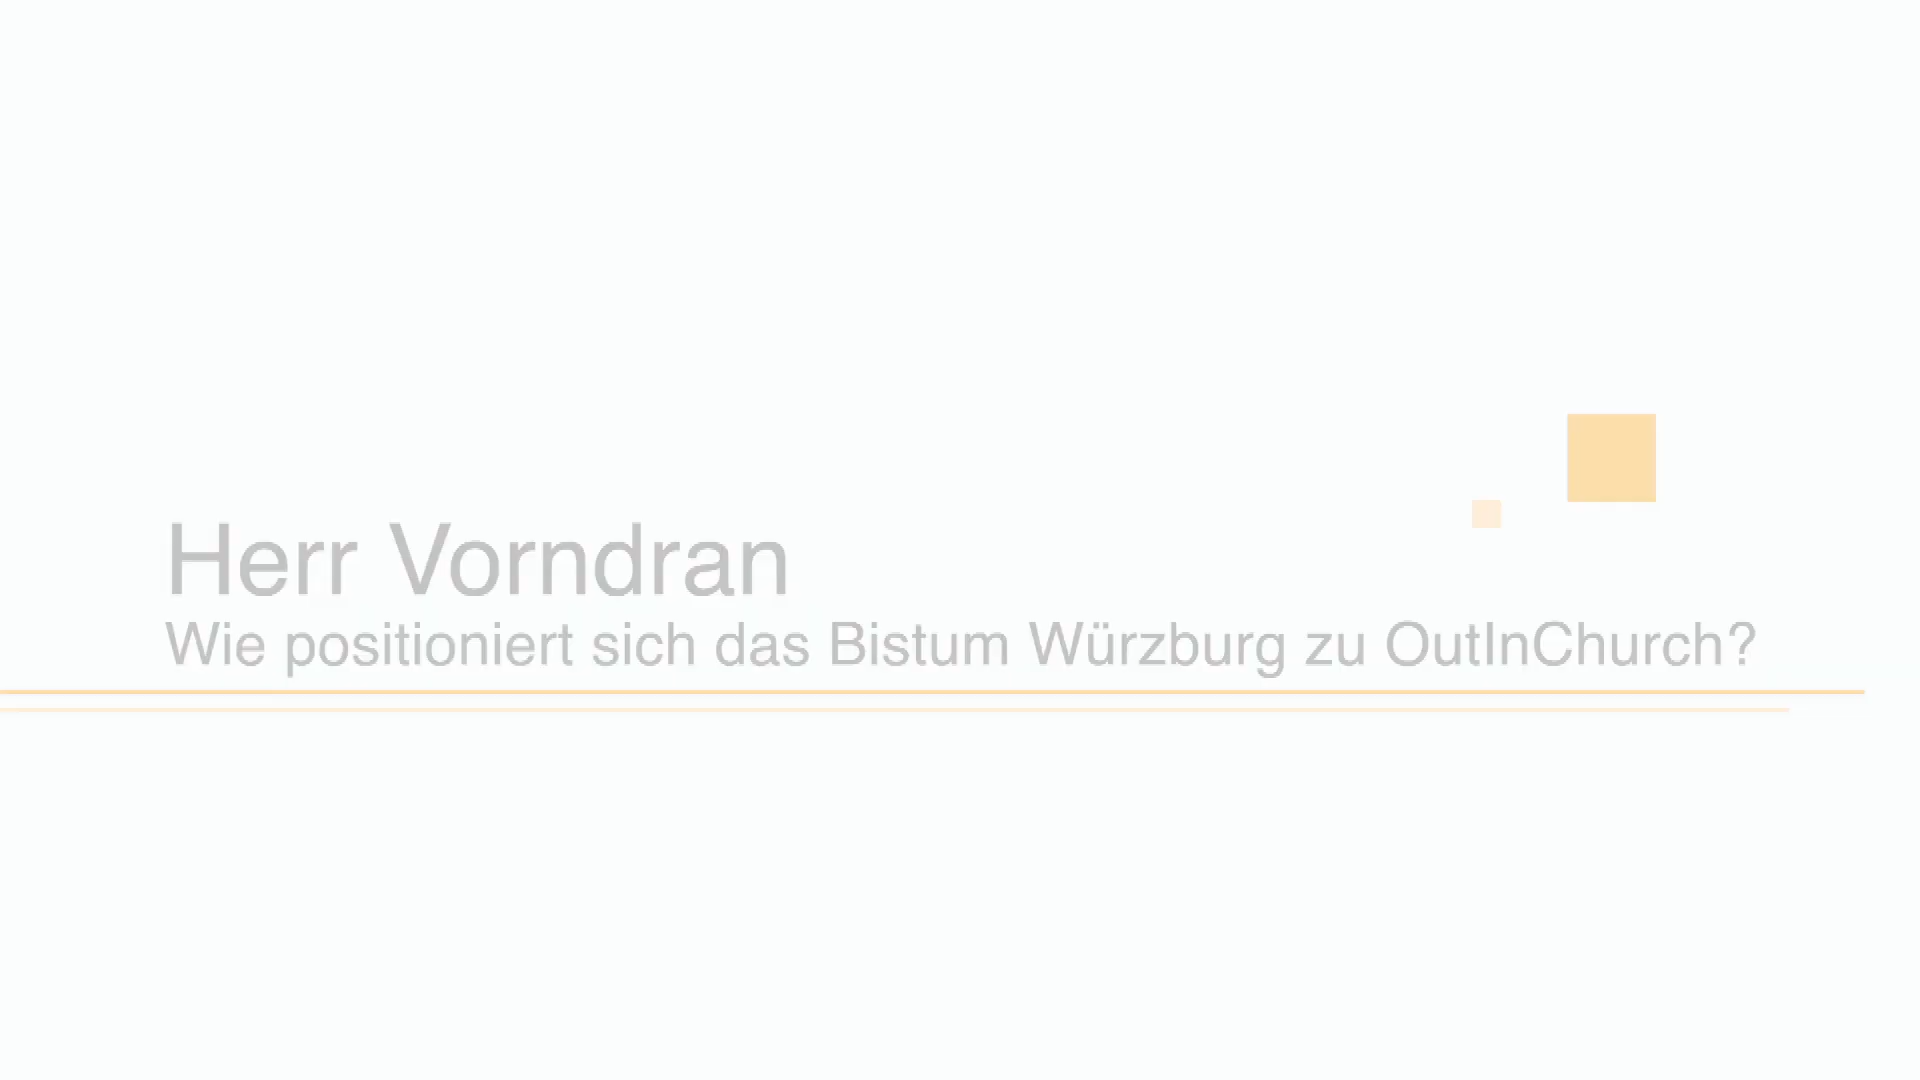 Herr Vorndran
Wie positioniert sich das Bistum Würzburg zu OutInChurch?